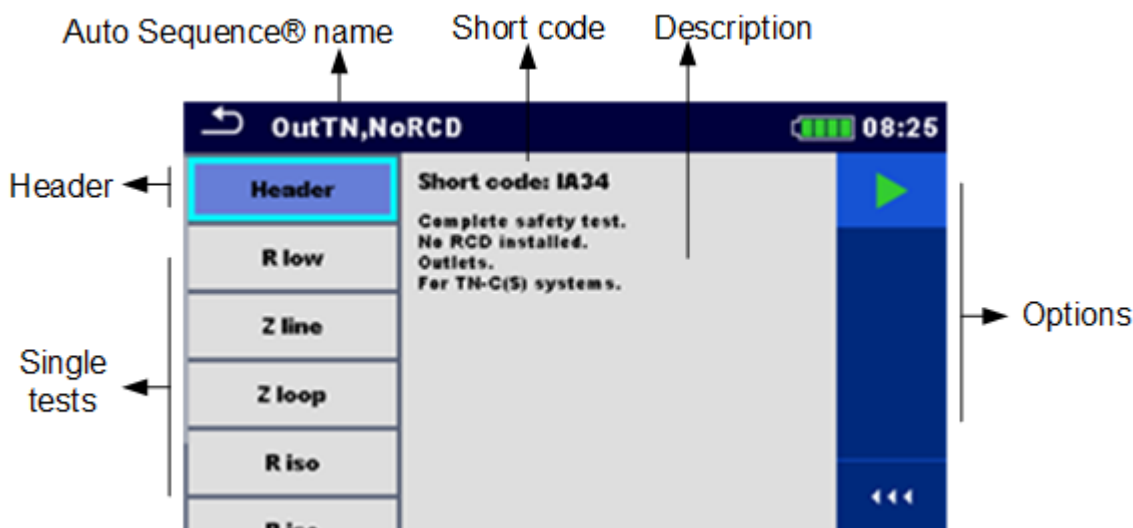 Auto Sequence® name
Short code
Description
OutTN,NoRCD
08:25
Header
Header
Short code: IA34
Complete safety test.
No RCD installed.
Outlets.
For TN-C(S) systems.
R low
Z line
Options
Single
tests
Z loop
R iso